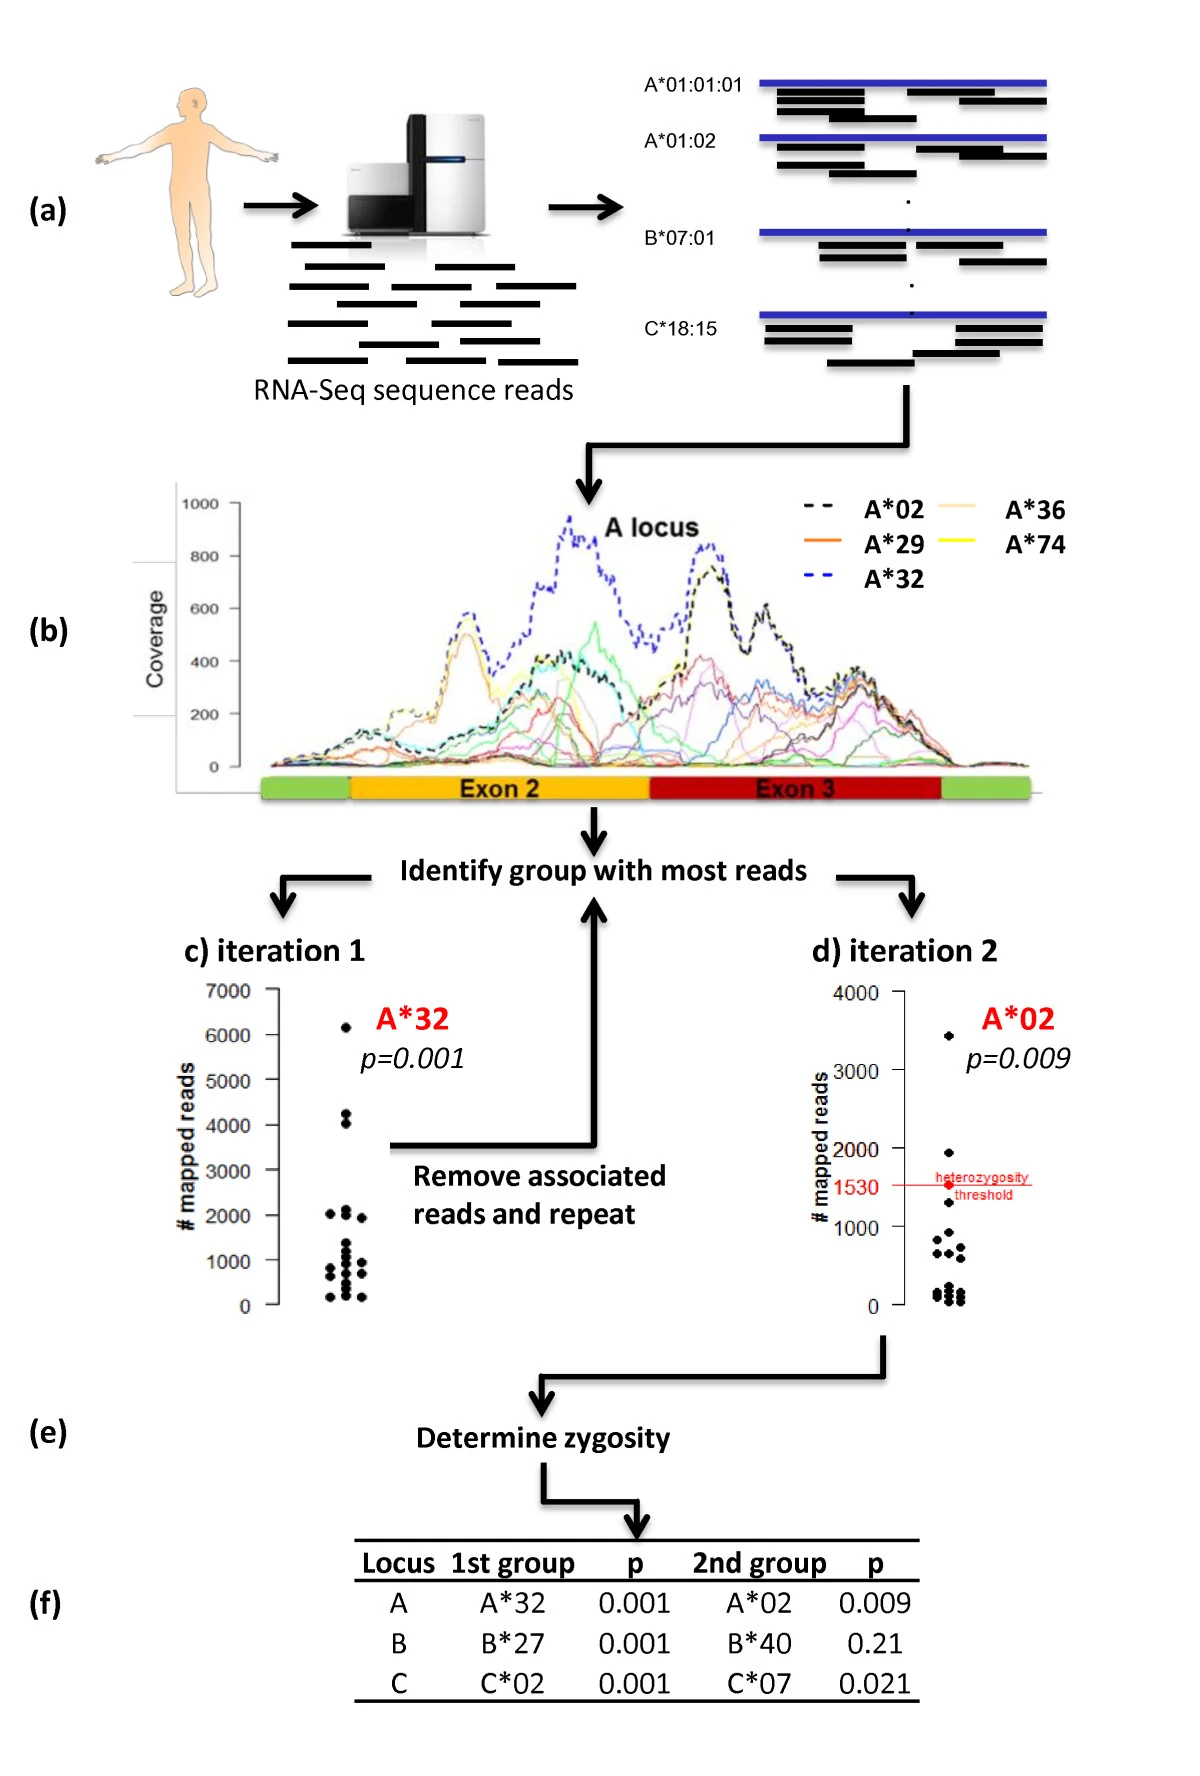 (a)
A*01:01:01
A*01:02
B*07:01
C*18:15
RNA-Seq sequence reads
(b)
Coverage
1000
800
600
400
200
0
A locus
A*02
A*36
A*29
A*74
A*32
Exon 2
Exon 3
Identify group with most reads
c) iteration 1
# mapped reads
7000
6000
5000
4000
3000
2000
1000
0
A*32
p=0.001
Remove associated
reads and repeat
d) iteration 2
# mapped reads
4000
3000
2000
1530
1000
0
A*02
p=0.009
heterozygosity
threshold
(e)
Determine zygosity
(f)
Locus 1st group p 2nd group p
A A*32 0.001 A*02 0.009
B B*27 0.001 B*40 0.21
C C*02 0.001 C*07 0.021